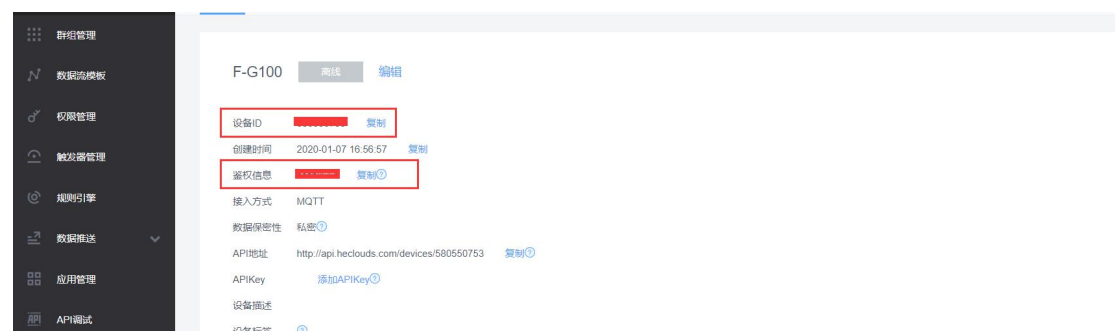 群组管理
数据流模板
权限管理
触发器管理
规则引擎
数据推送
应用管理
API调试
F-G100 离线 编辑
设备ID 复制
创建时间 2020-01-07 16:56:57 复制
鉴权信息 复制
接入方式 MQTT
数据保密性 私密
API地址 http://api.heclouds.com/devices/580550753 复制
APIKey 添加APIKey
设备描述
设备标签